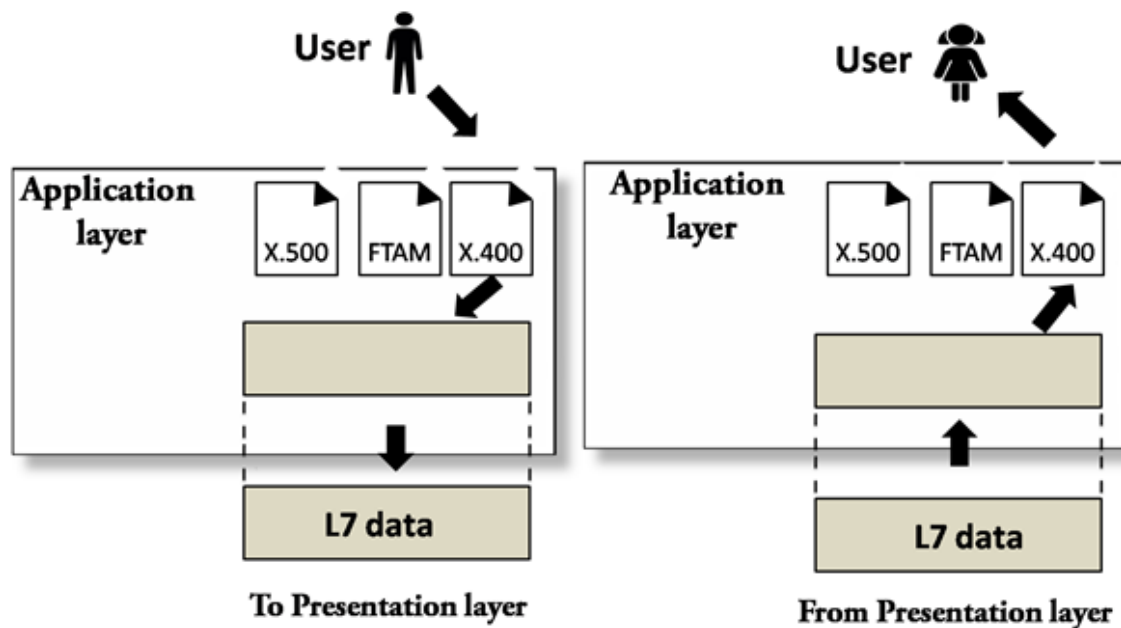 User
Application
layer
X.500 FTAM X.400
L7 data
To Presentation layer
User
Application
layer
X.500 FTAM X.400
L7 data
From Presentation layer